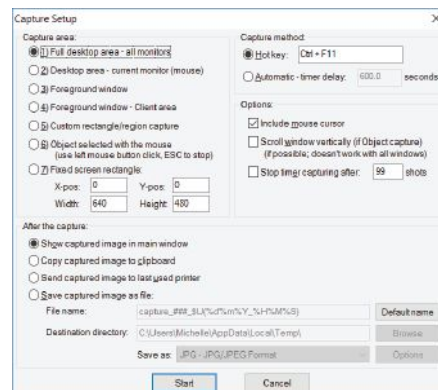 Capture Setup
Capture area:
1) Full desktop area - all monitors
2) Desktop area - current monitor (mouse)
3) Foreground window
4) Foreground window - Client area
5) Custom rectangle/region capture
6) Object selected with the mouse
(use left mouse button click, ESC to stop)
7) Fixed screen rectangle:
X-pos: 0 Y-pos: 0
Width: 640 Height: 480
Capture method:
Hot key: Ctrl + F11
Automatic - timer delay: 600.0 seconds
Options:
Include mouse cursor
Scroll window vertically (if Object capture)
(if possible; doesn't work with all windows)
Stop timer capturing after: 99 shots
After the capture:
Show captured image in main window
Copy captured image to clipboard
Send captured image to last used printer
Save captured image as file:
File name: capture_###_$U(%d%m%Y_%H%M%S) Default name
Destination directory: C:\Users\Michelle\AppData\Local\Temp\ Browse
Save as: JPG - JPG/JPEG Format Options
Start Cancel